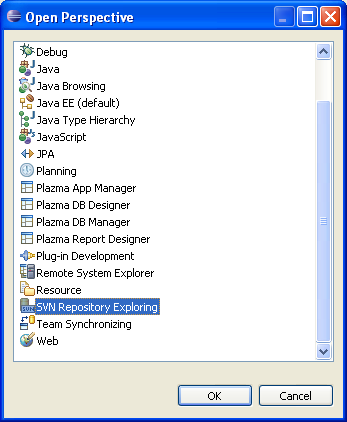 Open Perspective
Debug
Java
Java Browsing
Java EE (default)
Java Type Hierarchy
JavaScript
JPA
Planning
Plazma App Manager
Plazma DB Designer
Plazma DB Manager
Plazma Report Designer
Plug-in Development
Remote System Explorer
Resource
SVN Repository Exploring
Team Synchronizing
Web
OK
Cancel